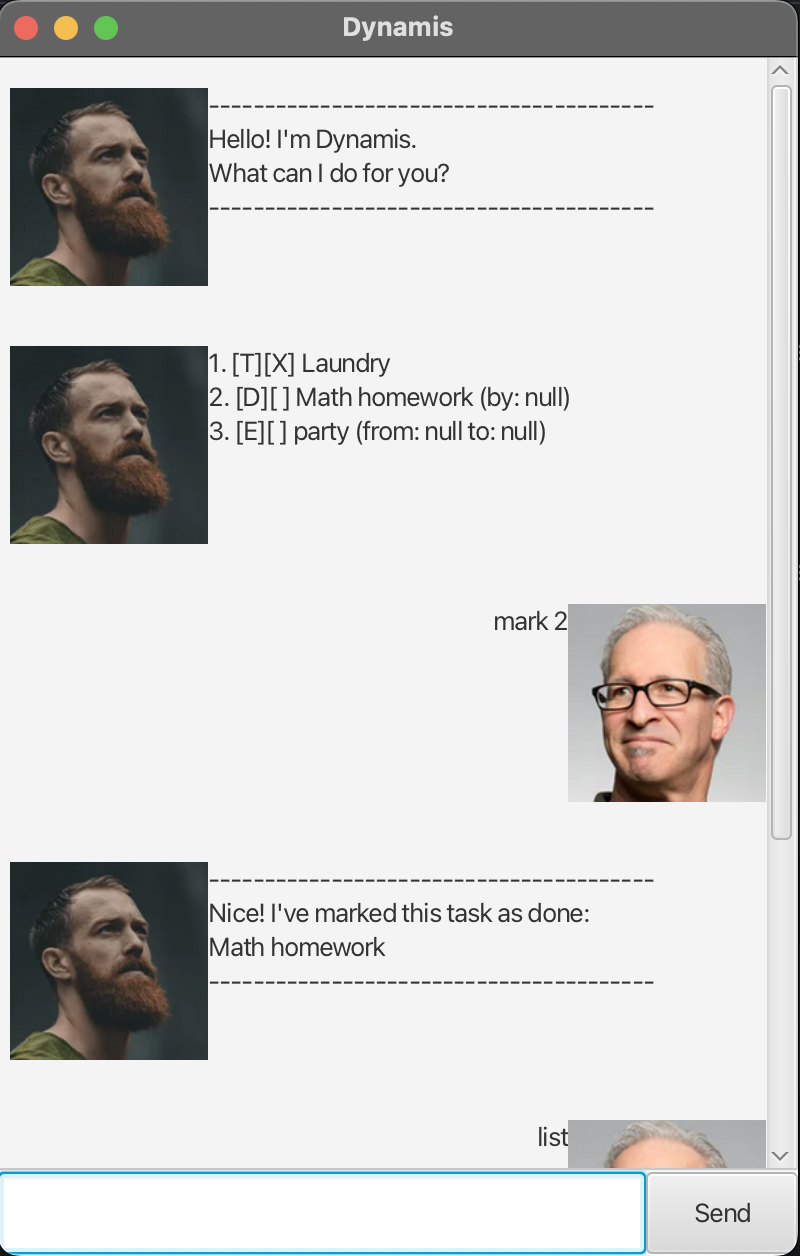 Dynamis
---------------------------------------
Hello! I'm Dynamis.
What can I do for you?
---------------------------------------
1. [T][X] Laundry
2. [D][ ] Math homework (by: null)
3. [E][ ] party (from: null to: null)
mark 2
---------------------------------------
Nice! I've marked this task as done:
Math homework
---------------------------------------
list
Send